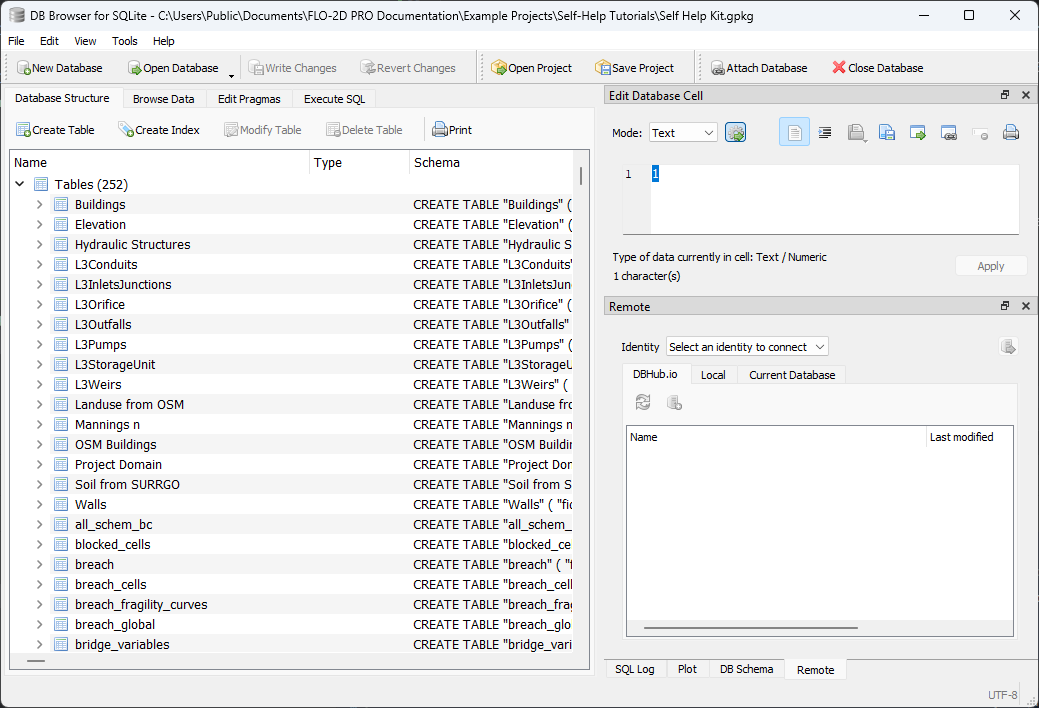 DB Browser for SQLite - C:\Users\Public\Documents\FLO-2D PRO Documentation\Example Projects\Self-Help Tutorials\Self Help Kit.gpkg
File Edit View Tools Help
New Database Open Database Write Changes Revert Changes Open Project Save Project Attach Database Close Database
Database Structure Browse Data Edit Pragmas Execute SQL
Create Table Create Index Modify Table Delete Table Print
Name Type Schema
Tables (252)
Buildings CREATE TABLE "Buildings" (
Elevation CREATE TABLE "Elevation" (
Hydraulic Structures CREATE TABLE "Hydraulic S
L3Conduits CREATE TABLE "L3Conduits"
L3InletsJunctions CREATE TABLE "L3InletsJun
L3Orifice CREATE TABLE "L3Orifice" (
L3Outfalls CREATE TABLE "L3Outfalls"
L3Pumps CREATE TABLE "L3Pumps" (
L3StorageUnit CREATE TABLE "L3StorageU
L3Weirs CREATE TABLE "L3Weirs" (
Landuse from OSM CREATE TABLE "Landuse fro
Mannings n CREATE TABLE "Mannings n
OSM Buildings CREATE TABLE "OSM Buildin
Project Domain CREATE TABLE "Project Dor
Soil from SURRGO CREATE TABLE "Soil from S
Walls CREATE TABLE "Walls" ( "fic
all_schem_bc CREATE TABLE "all_schem_
blocked_cells CREATE TABLE "blocked_ce
breach CREATE TABLE "breach" ( "f
breach_cells CREATE TABLE "breach_cell
breach_fragility_curves CREATE TABLE "breach_frag
breach_global CREATE TABLE "breach_glo
bridge_variables CREATE TABLE "bridge_vari
Edit Database Cell
Mode: Text
1 1
Type of data currently in cell: Text / Numeric
1 character(s)
Apply
Remote
Identity Select an identity to connect
DBHub.io Local Current Database
Name Last modified
SQL Log Plot DB Schema Remote
UTF-8